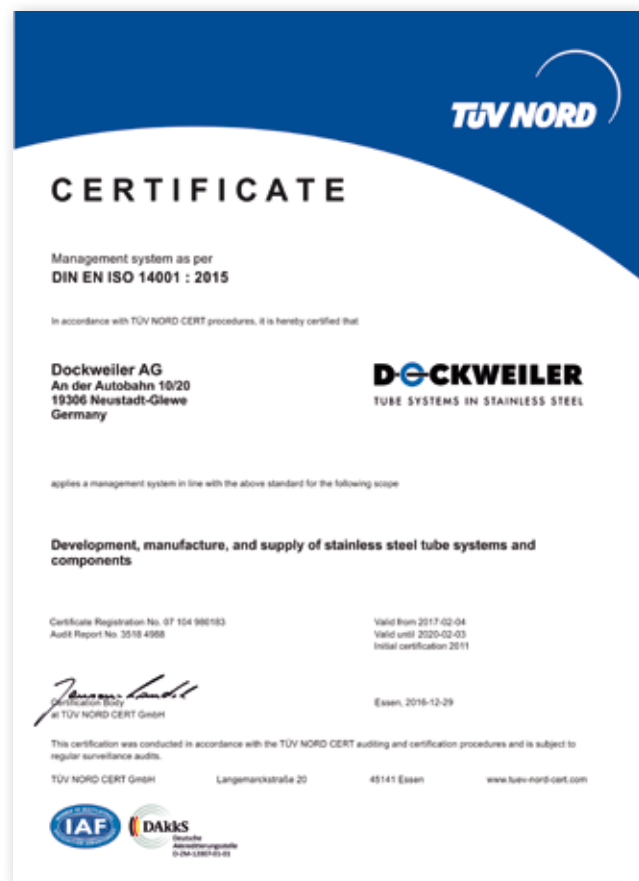 TÜV NORD
CERTIFICATE
Management system as per
DIN EN ISO 14001 : 2015
In accordance with TÜV NORD CERT procedures, it is hereby certified that
Dockweiler AG
An der Autobahn 10/20
19306 Neustadt-Glewe
Germany
DOCKWEILER
TUBE SYSTEMS IN STAINLESS STEEL
applies a management system in line with the above standard for the following scope
Development, manufacture, and supply of stainless steel tube systems and
components
Certificate Registration No. 07 104 980183
Audit Report No. 3518 4988
Valid from 2017-02-04
Valid until 2020-02-03
Initial certification 2011
Certification Body
at TÜV NORD CERT GmbH
Essen, 2016-12-29
This certification was conducted in accordance with the TÜV NORD CERT auditing and certification procedures and is subject to
regular surveillance audits.
TÜV NORD CERT GmbH Langemarckstraße 20 45141 Essen www.tuev-nord-cert.com
IAF
DAkkS
Deutsche
Akkreditierungsstelle
D-ZM-12007-01-01